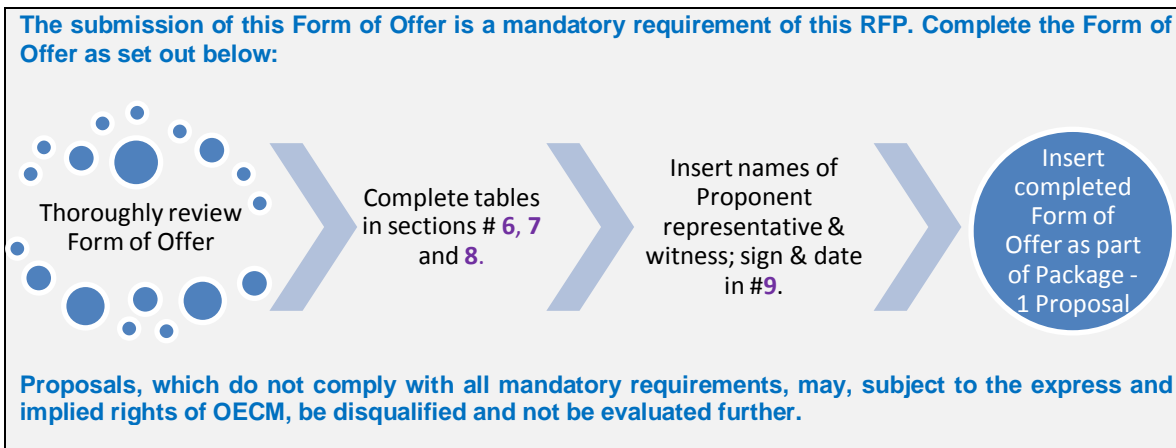 The submission of this Form of Offer is a mandatory requirement of this RFP. Complete the Form of
Offer as set out below:
Thoroughly review
Form of Offer
Complete tables
in sections # 6, 7
and 8.
Insert names of
Proponent
representative &
witness; sign & date
in #9.
Insert
completed
Form of
Offer as part
of Package -
1 Proposal
Proposals, which do not comply with all mandatory requirements, may, subject to the express and
implied rights of OECM, be disqualified and not be evaluated further.